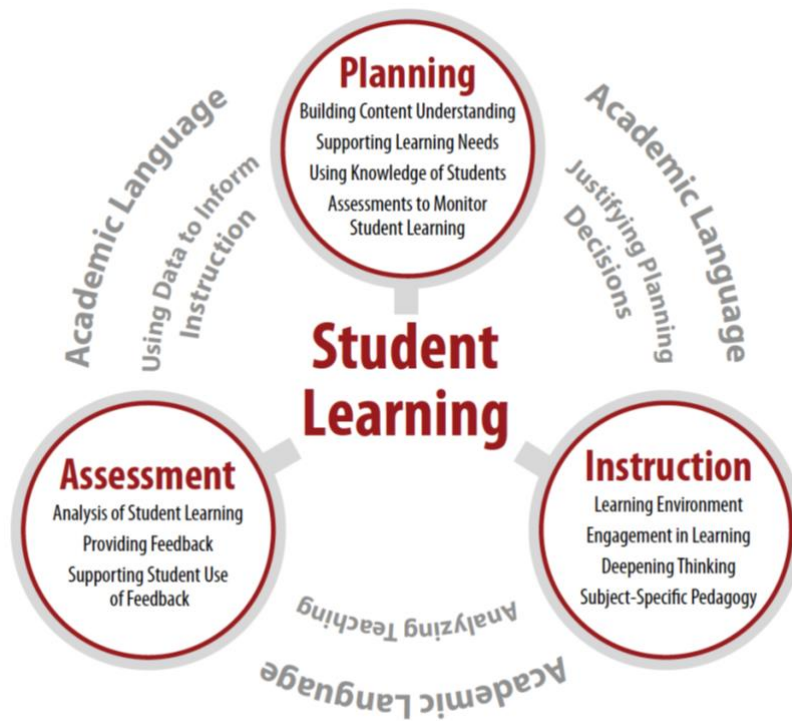 Planning
Building Content Understanding
Supporting Learning Needs
Using Knowledge of Students
Assessments to Monitor
Student Learning
Academic Language
Using Data to Inform
Instruction
Academic Language
Justifying Planning
Decisions
Student
Learning
Assessment
Analysis of Student Learning
Providing Feedback
Supporting Student Use
of Feedback
Instruction
Learning Environment
Engagement in Learning
Deepening Thinking
Subject-Specific Pedagogy
Analyzing Teaching
Academic Language